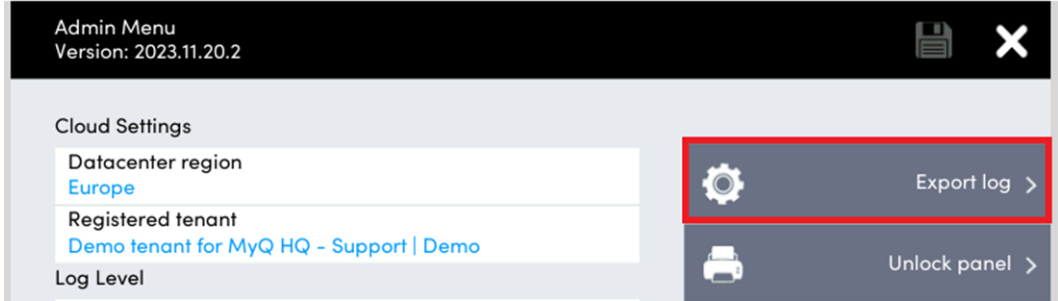 Admin Menu
Version: 2023.11.20.2
Cloud Settings
Datacenter region
Europe
Registered tenant
Demo tenant for MyQ HQ - Support | Demo
Log Level
Export log
Unlock panel